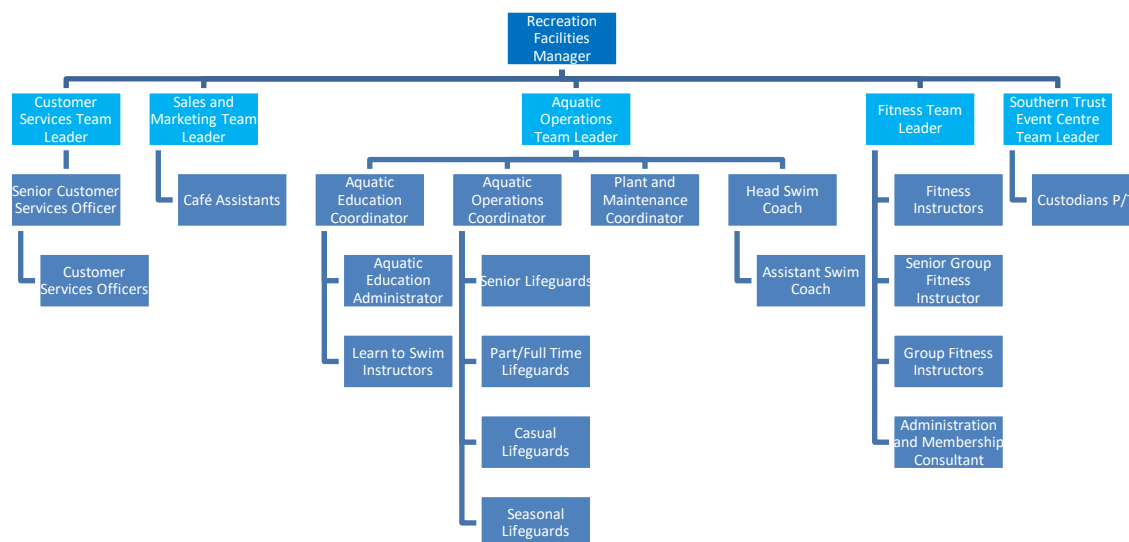 Recreation
Facilities
Manager
Customer
Services Team
Leader
Sales and
Marketing Team
Leader
Aquatic
Operations
Team Leader
Fitness Team
Leader
Southern Trust
Event Centre
Team Leader
Senior Customer
Services Officer
Café Assistants
Aquatic
Education
Coordinator
Aquatic
Operations
Coordinator
Plant and
Maintenance
Coordinator
Head Swim
Coach
Fitness
Instructors
Custodians P/T
Customer
Services Officers
Aquatic
Education
Administrator
Senior Lifeguards
Assistant Swim
Coach
Senior Group
Fitness
Instructor
Learn to Swim
Instructors
Part/Full Time
Lifeguards
Group Fitness
Instructors
Casual
Lifeguards
Administration
and Membership
Consultant
Seasonal
Lifeguards